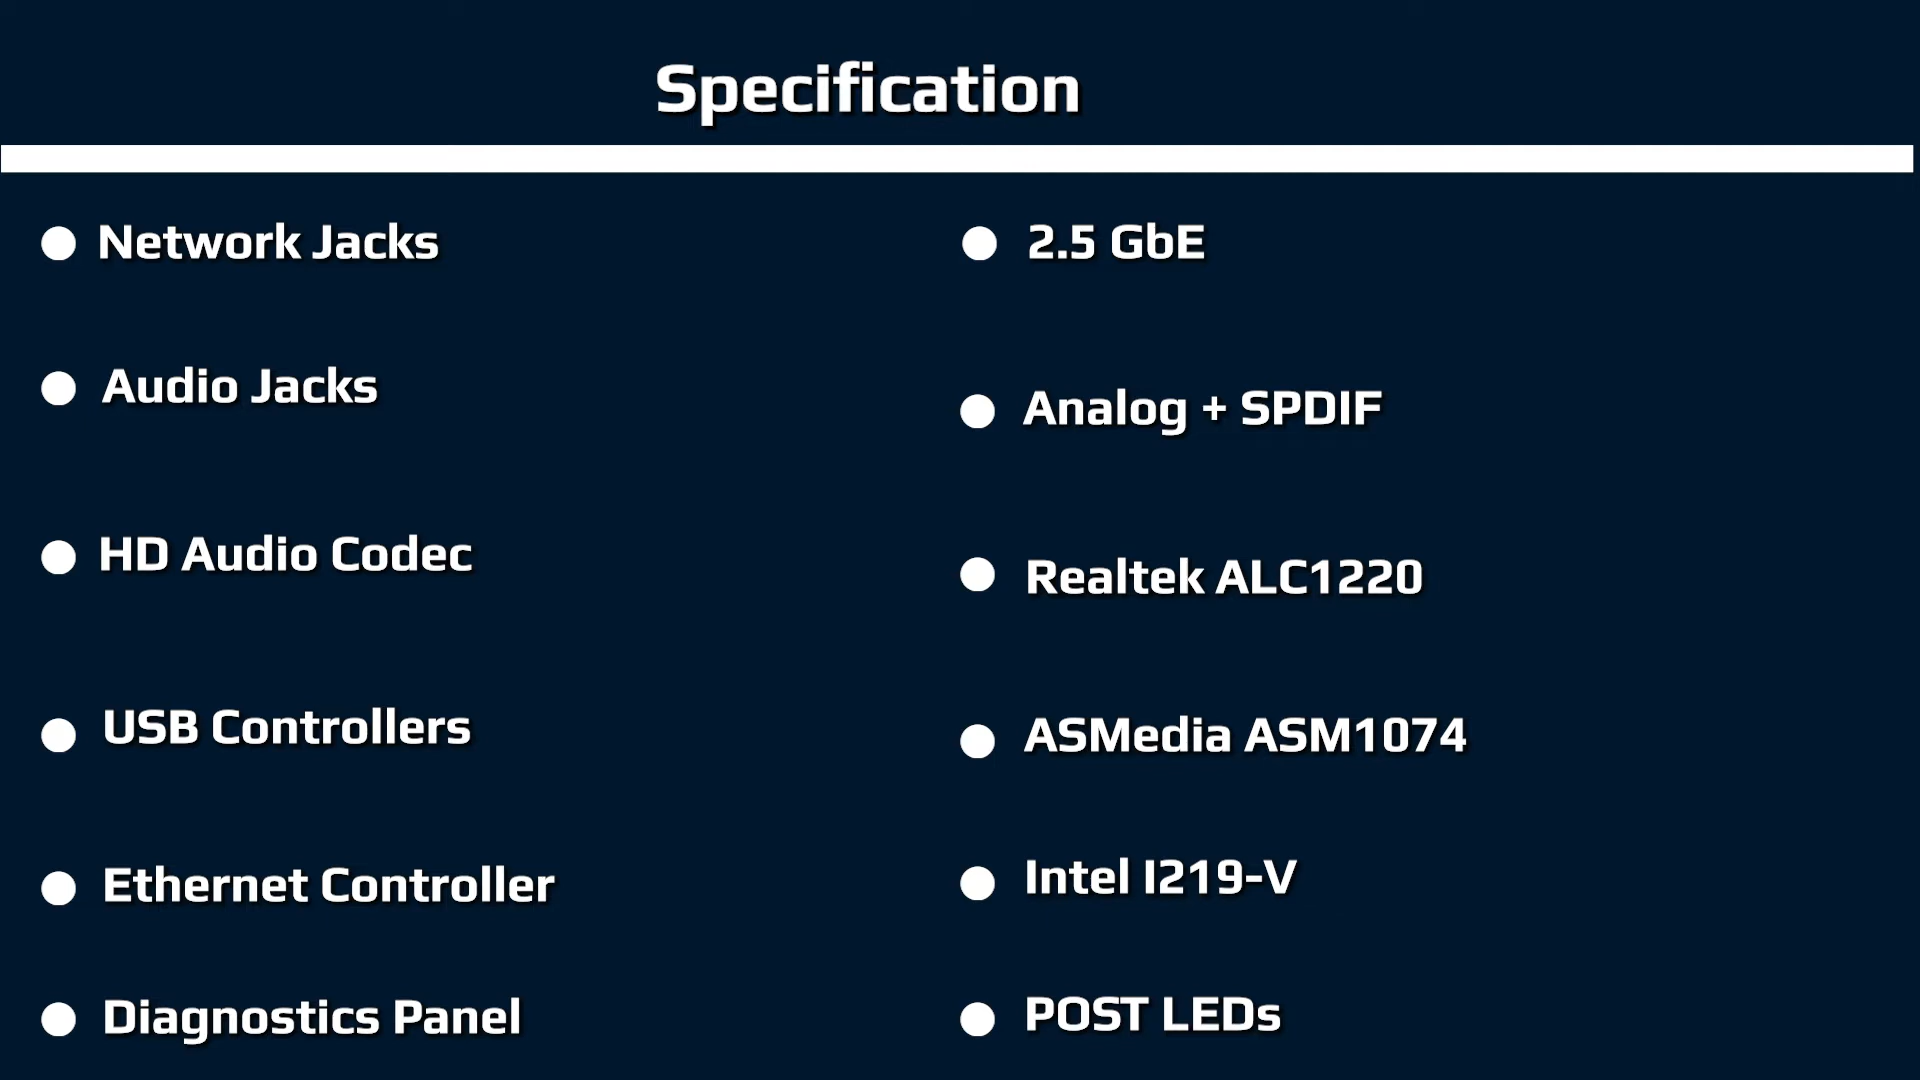 Specification
Network Jacks
2.5 GbE
Audio Jacks
Analog + SPDIF
HD Audio Codec
Realtek ALC1220
USB Controllers
ASMedia ASM1074
Ethernet Controller
Intel I219-V
Diagnostics Panel
POST LEDs